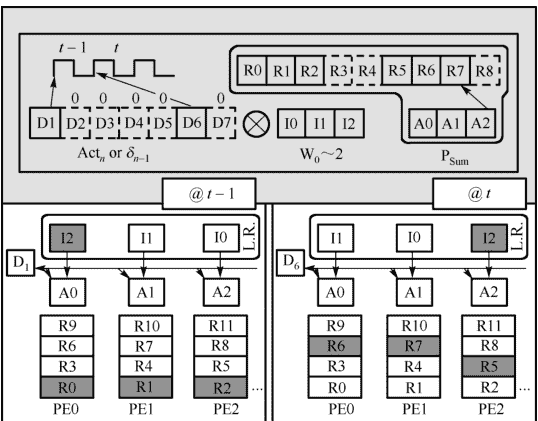 t − 1 t
R0 R1 R2 R3 R4 R5 R6 R7 R8
0 0 0 0 0
D1 D2 D3 D4 D5 D6 D7 I0 I1 I2 A0 A1 A2
Actₙ or δₙ₋₁ W₀～2 P_Sum
@ t − 1 @ t
I2 I1 I0 L.R.
D₁
A0 A1 A2
R9 R10 R11
R6 R7 R8
R3 R4 R5
R0 R1 R2 ...
PE0 PE1 PE2
I1 I0 I2 L.R.
D₆
A0 A1 A2
R9 R10 R11
R6 R7 R8
R3 R4 R5
R0 R1 R2 ...
PE0 PE1 PE2